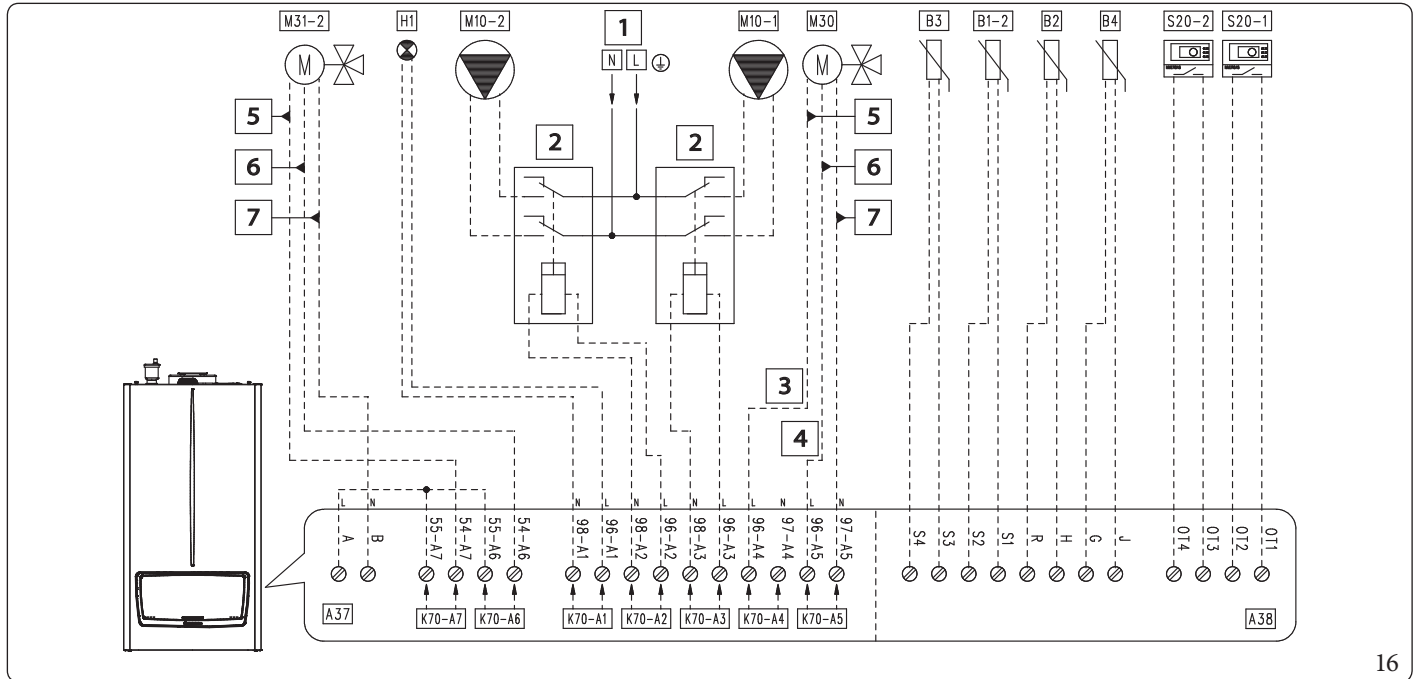 M31-2 H1 M10-2 1 M10-1 M30 B3 B1-2 B2 B4 S20-2 S20-1
N L
M M
5 5
2 2
6 6
7 7
3
4
L N N L N L N L L N L N
A B 55-A7 54-A7 55-A6 54-A6 98-A1 96-A1 98-A2 96-A2 98-A3 96-A3 96-A4 97-A4 96-A5 97-A5 S4 S3 S2 S1 R H G J OT4 OT3 OT2 OT1
A37 K70-A7 K70-A6 K70-A1 K70-A2 K70-A3 K70-A4 K70-A5 A38
16